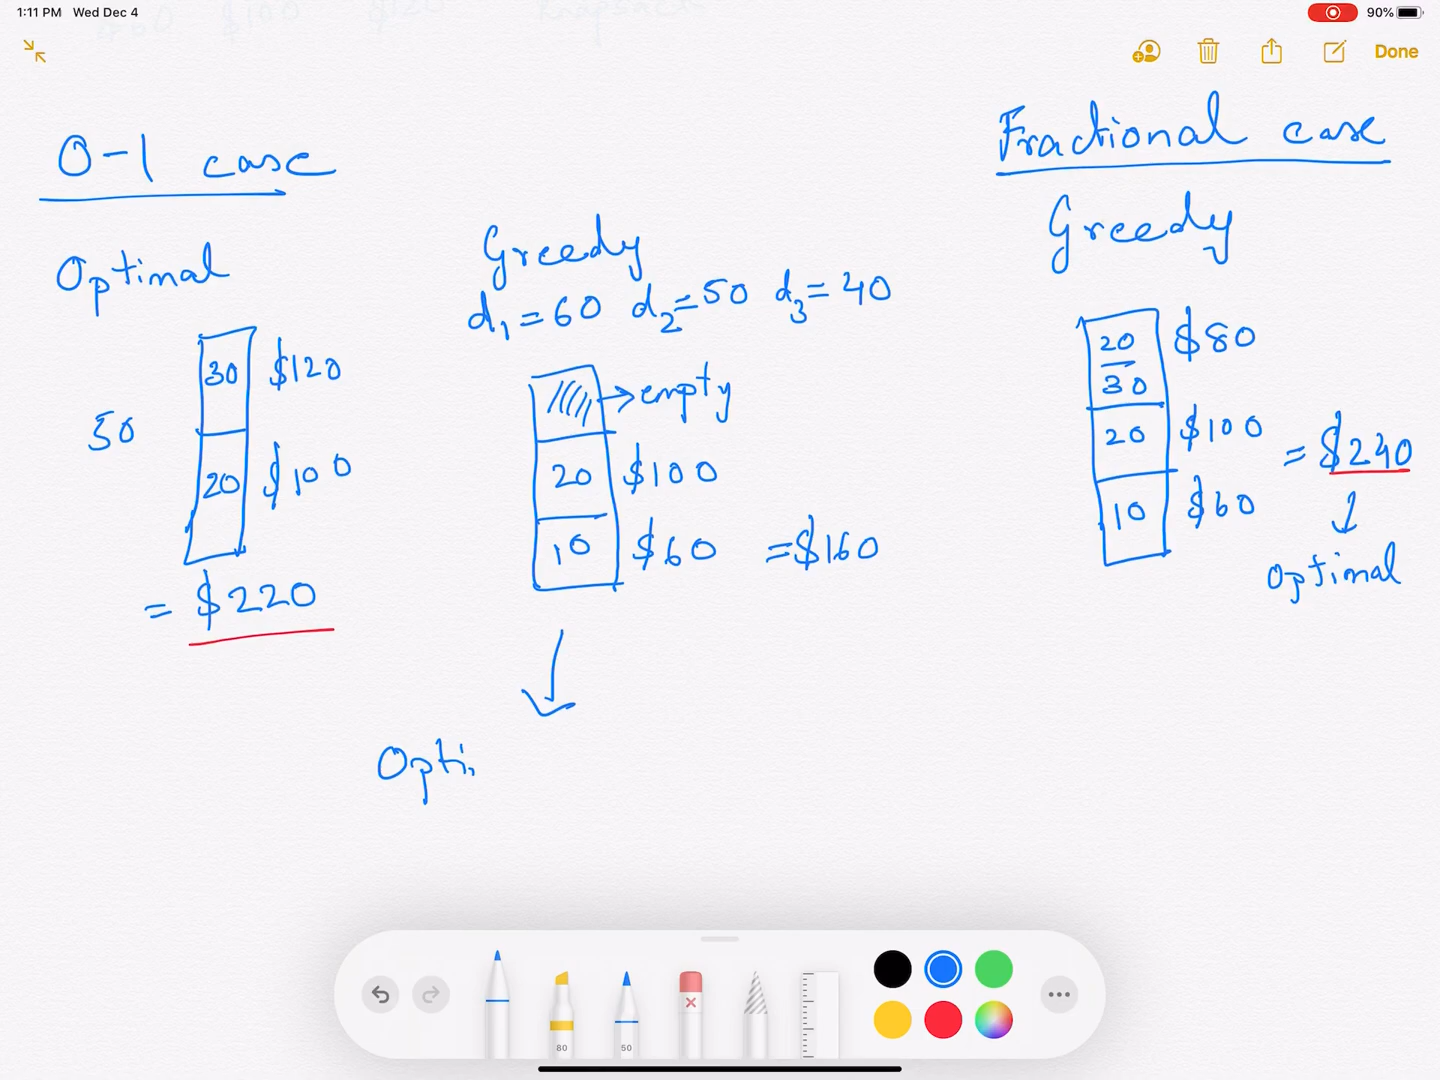 1:11 PM Wed Dec 4
90%
Done
0-1 case
Optimal
30 $120
50
20 $100
= $220
Greedy
d1=60 d2=50 d3=40
→ empty
20 $100
10 $60 =$160
Opti
Fractional case
Greedy
20
30 $80
20 $100
10 $60
= $240
Optimal
80
50